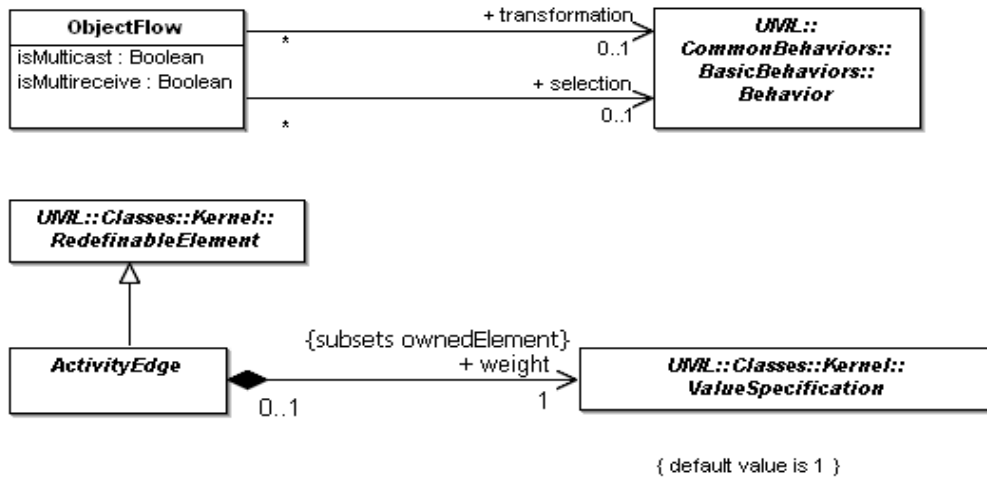 ObjectFlow
isMulticast : Boolean
isMultireceive : Boolean
*
+ transformation
0..1
+ selection
0..1
*
UML::
CommonBehaviors::
BasicBehaviors::
Behavior
UML::Classes::Kernel::
RedefinableElement
ActivityEdge
{subsets ownedElement}
+ weight
0..1
1
UML::Classes::Kernel::
ValueSpecification
{ default value is 1 }